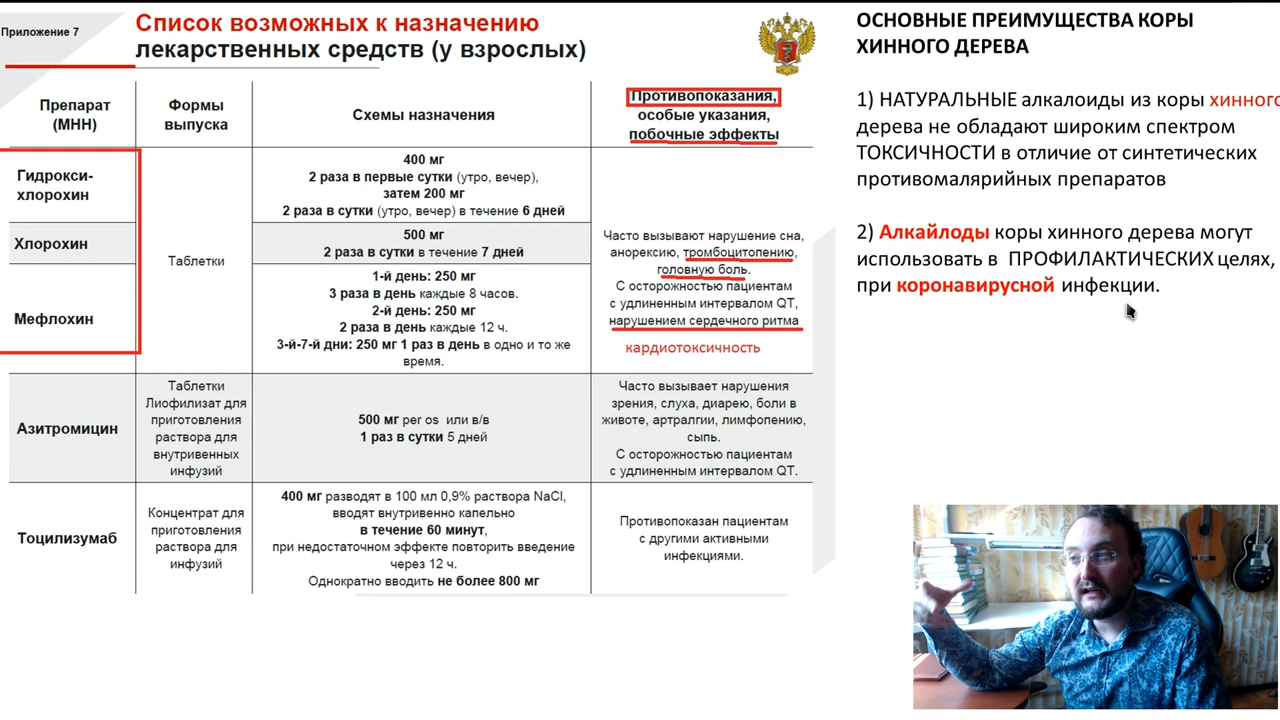 Приложение 7
Список возможных к назначению
лекарственных средств (у взрослых)
Препарат
(МНН)
Формы
выпуска
Схемы назначения
Противопоказания,
особые указания,
побочные эффекты
Гидрокси-
хлорохин
400 мг
2 раза в первые сутки (утро, вечер),
затем 200 мг
2 раза в сутки (утро, вечер) в течение 6 дней
Хлорохин
500 мг
2 раза в сутки в течение 7 дней
Мефлохин
Таблетки
1-й день: 250 мг
3 раза в день каждые 8 часов.
2-й день: 250 мг
2 раза в день каждые 12 ч.
3-й-7-й дни: 250 мг 1 раз в день в одно и то же
время.
Часто вызывают нарушение сна,
анорексию, тромбоцитопению,
головную боль.
С осторожностью пациентам
с удлиненным интервалом QT,
нарушением сердечного ритма
кардиотоксичность
Азитромицин
Таблетки
Лиофилизат для
приготовления
раствора для
внутривенных
инфузий
500 мг per os или в/в
1 раз в сутки 5 дней
Часто вызывает нарушения
зрения, слуха, диарею, боли в
животе, артралгии, лимфопению,
сыпь.
С осторожностью пациентам
с удлиненным интервалом QT.
Тоцилизумаб
Концентрат для
приготовления
раствора для
инфузий
400 мг разводят в 100 мл 0,9% раствора NaCl,
вводят внутривенно капельно
в течение 60 минут,
при недостаточном эффекте повторить введение
через 12 ч.
Однократно вводить не более 800 мг
Противопоказан пациентам
с другими активными
инфекциями.
ОСНОВНЫЕ ПРЕИМУЩЕСТВА КОРЫ
ХИННОГО ДЕРЕВА
1) НАТУРАЛЬНЫЕ алкалоиды из коры хинного
дерева не обладают широким спектром
ТОКСИЧНОСТИ в отличие от синтетических
противомалярийных препаратов
2) Алкайлоды коры хинного дерева могут
использовать в ПРОФИЛАКТИЧЕСКИХ целях,
при коронавирусной инфекции.